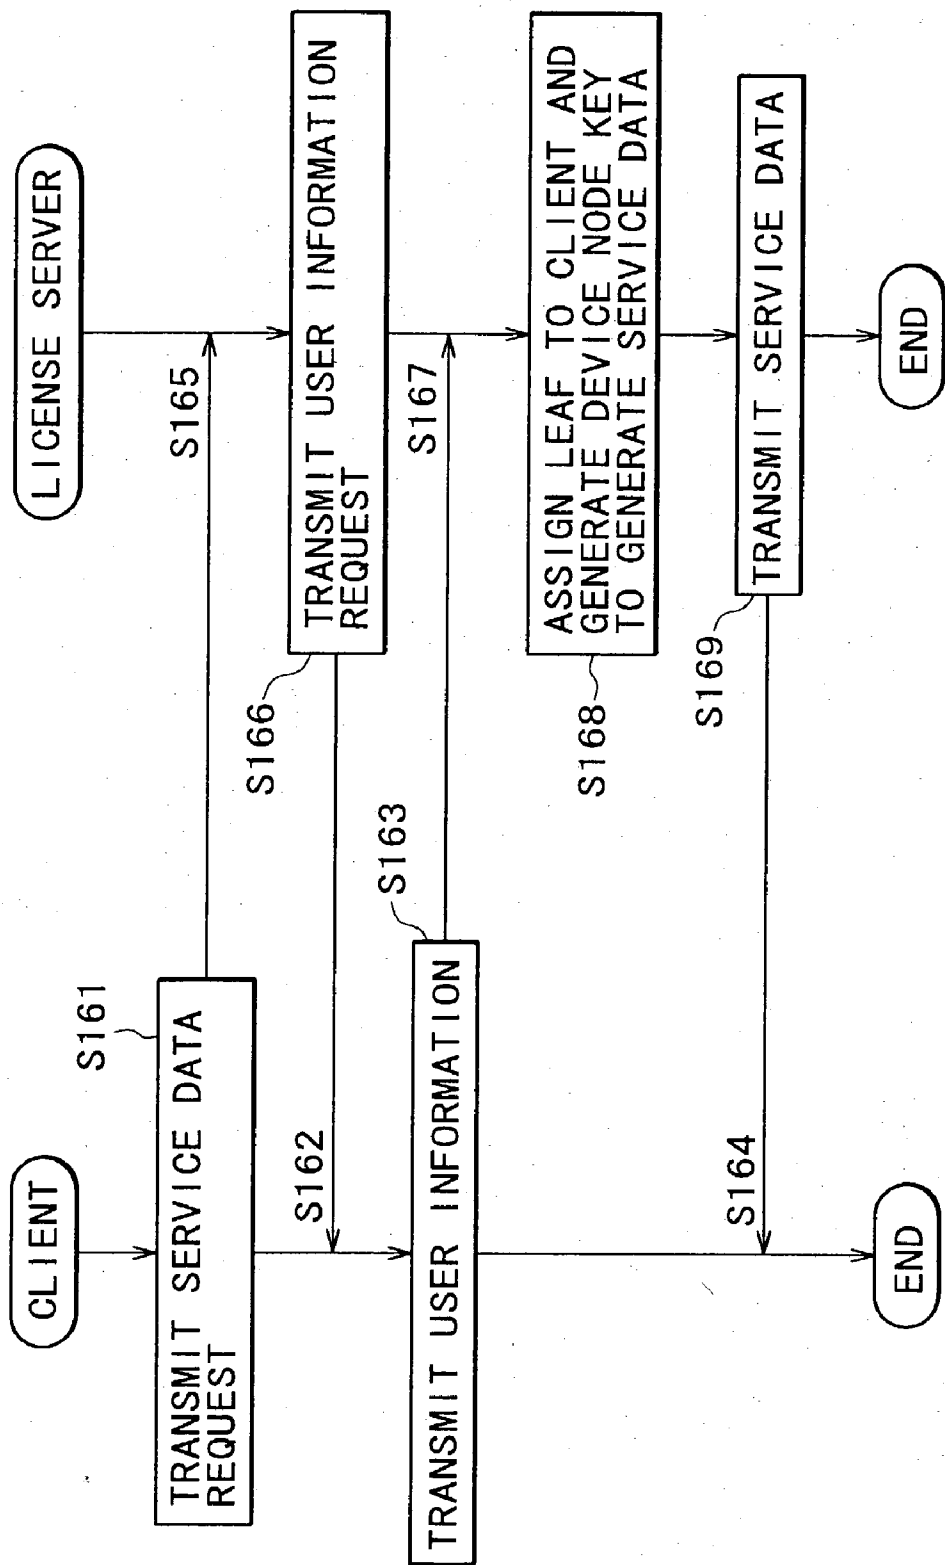 CLIENT
LICENSE SERVER
S161
TRANSMIT SERVICE DATA
REQUEST
S165
S162
S166
TRANSMIT USER INFORMATION
REQUEST
S163
TRANSMIT USER INFORMATION
S167
S168
ASSIGN LEAF TO CLIENT AND
GENERATE DEVICE NODE KEY
TO GENERATE SERVICE DATA
S164
S169
TRANSMIT SERVICE DATA
END
END